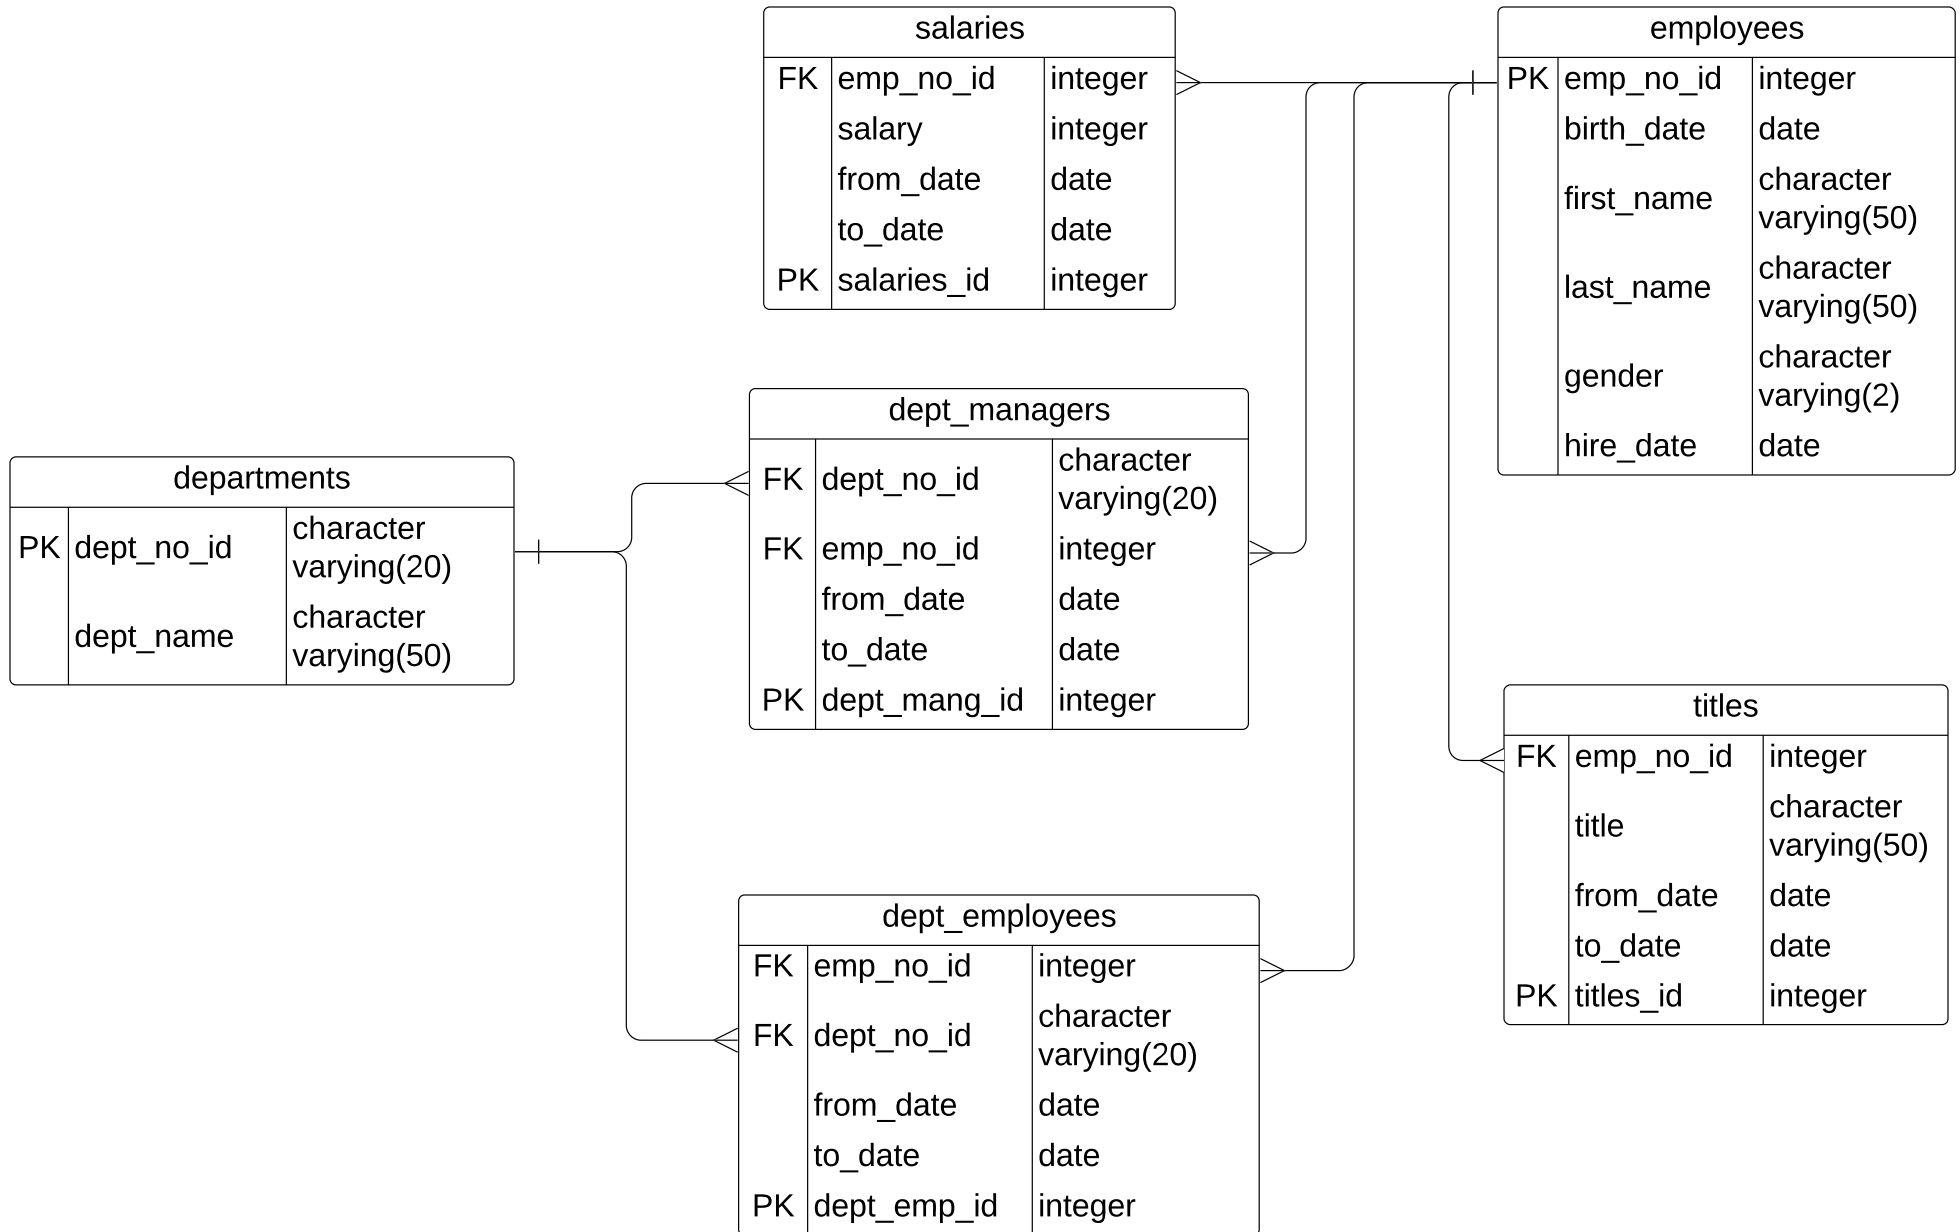 salaries
FK emp_no_id integer
salary integer
from_date date
to_date date
PK salaries_id integer
employees
PK emp_no_id integer
birth_date date
first_name character
varying(50)
last_name character
varying(50)
gender character
varying(2)
hire_date date
departments
PK dept_no_id character
varying(20)
dept_name character
varying(50)
dept_managers
FK dept_no_id character
varying(20)
FK emp_no_id integer
from_date date
to_date date
PK dept_mang_id integer
titles
FK emp_no_id integer
title character
varying(50)
from_date date
to_date date
PK titles_id integer
dept_employees
FK emp_no_id integer
FK dept_no_id character
varying(20)
from_date date
to_date date
PK dept_emp_id integer